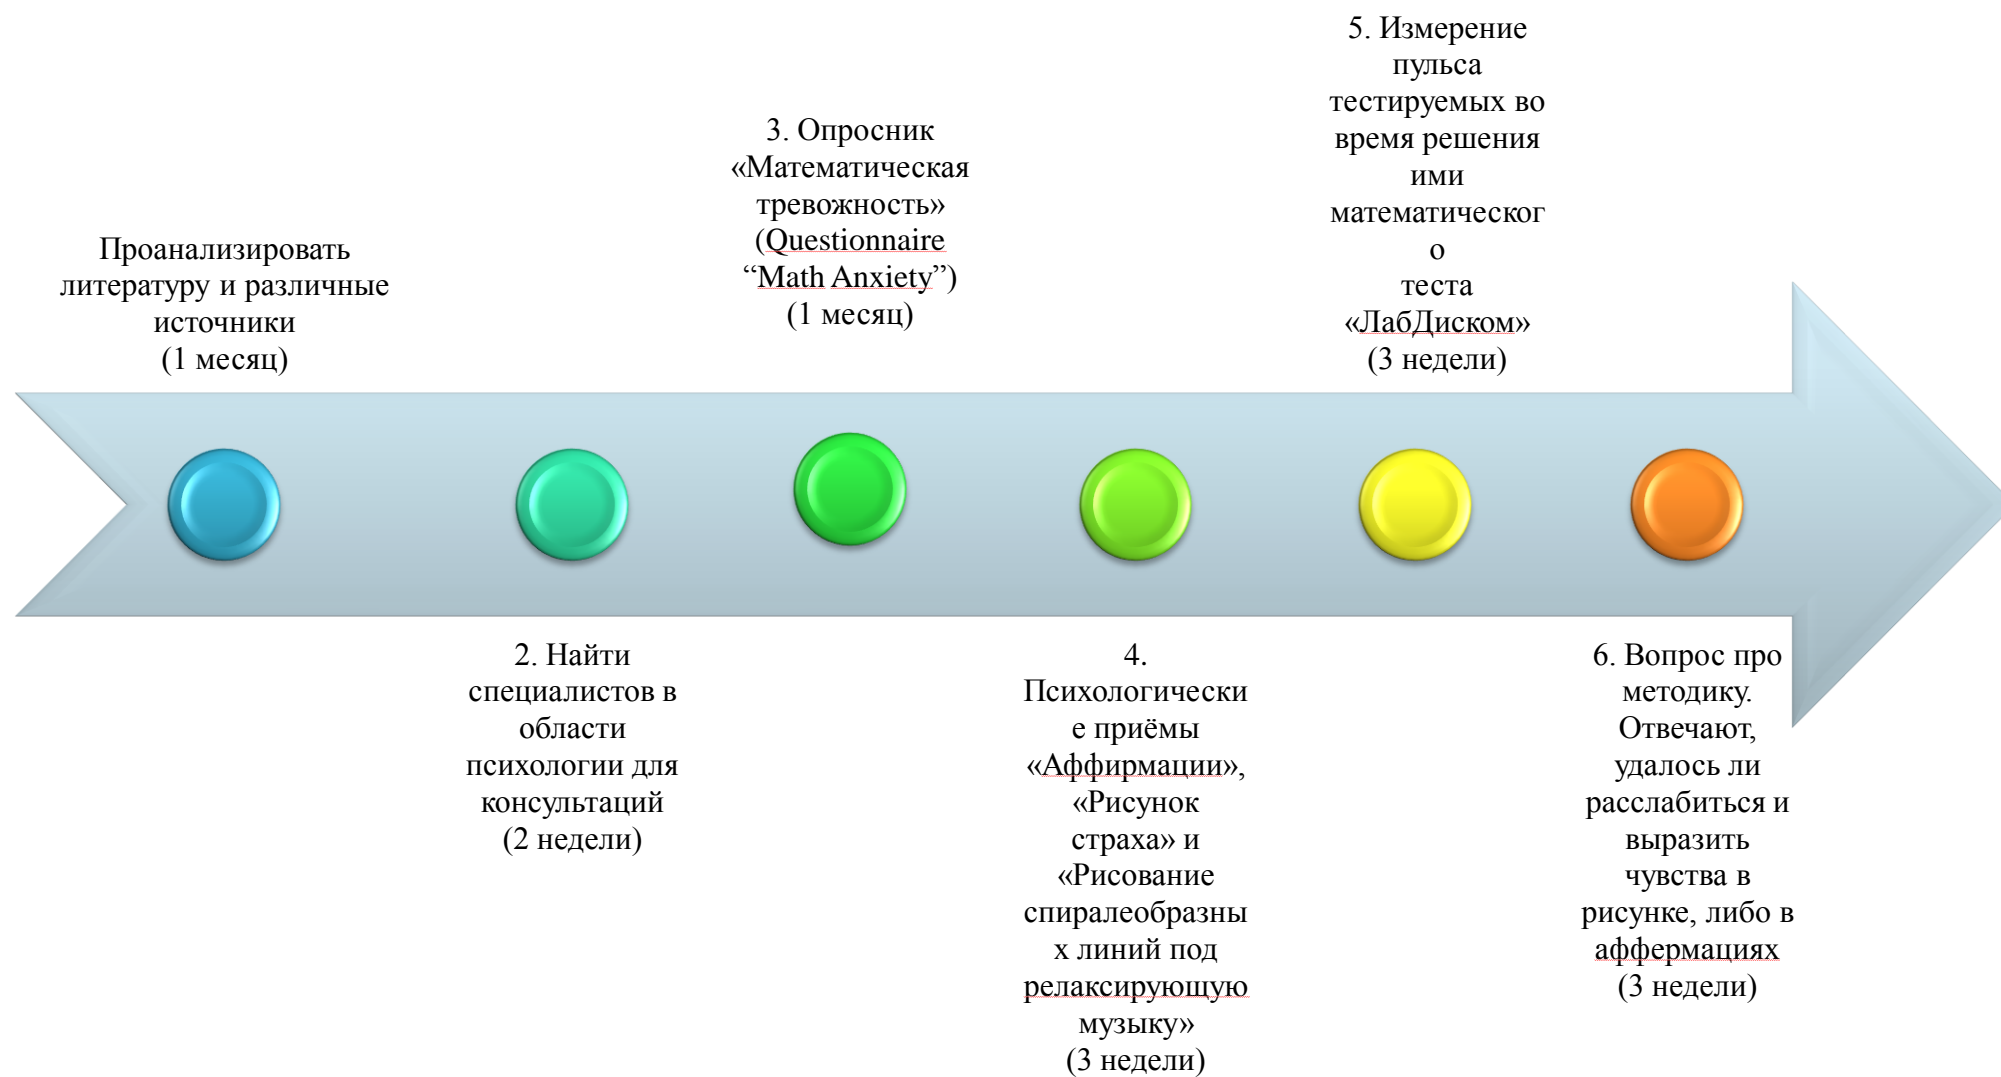 Проанализировать
литературу и различные
источники
(1 месяц)
2. Найти
специалистов в
области
психологии для
консультаций
(2 недели)
3. Опросник
«Математическая
тревожность»
(Questionnaire
“Math Anxiety”)
(1 месяц)
4.
Психологически
е приёмы
«Аффирмации»,
«Рисунок
страха» и
«Рисование
спиралеобразны
х линий под
релаксирующую
музыку»
(3 недели)
5. Измерение
пульса
тестируемых во
время решения
ими
математическог
о
теста
«ЛабДиском»
(3 недели)
6. Вопрос про
методику.
Отвечают,
удалось ли
расслабиться и
выразить
чувства в
рисунке, либо в
аффермациях
(3 недели)